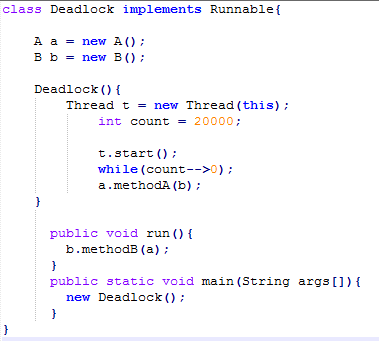 class Deadlock implements Runnable{
A a = new A();
B b = new B();
Deadlock(){
Thread t = new Thread(this);
int count = 20000;
t.start();
while(count-->0);
a.methodA(b);
}
public void run(){
b.methodB(a);
}
public static void main(String args[]){
new Deadlock();
}
}